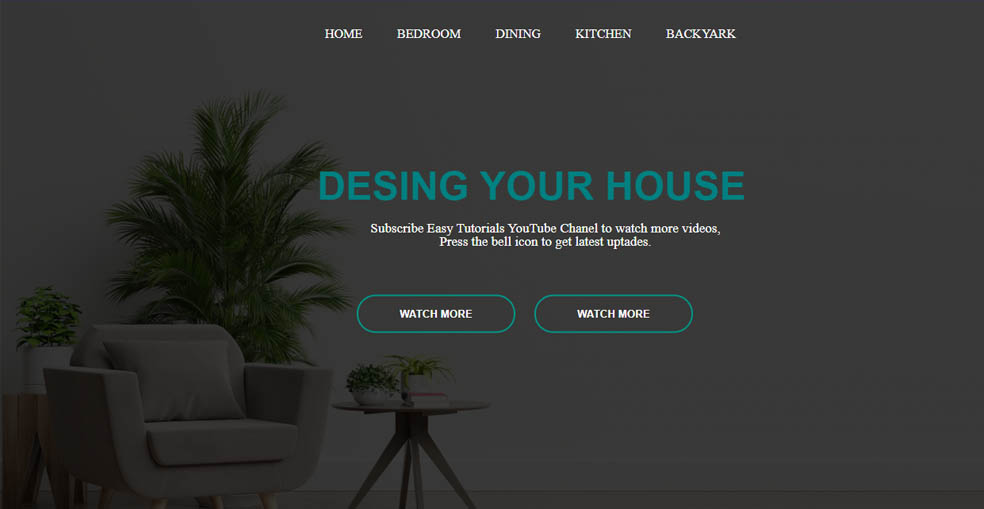 HOME BEDROOM DINING KITCHEN BACKYARK
DESING YOUR HOUSE
Subscribe Easy Tutorials YouTube Chanel to watch more videos,
Press the bell icon to get latest uptades.
WATCH MORE WATCH MORE